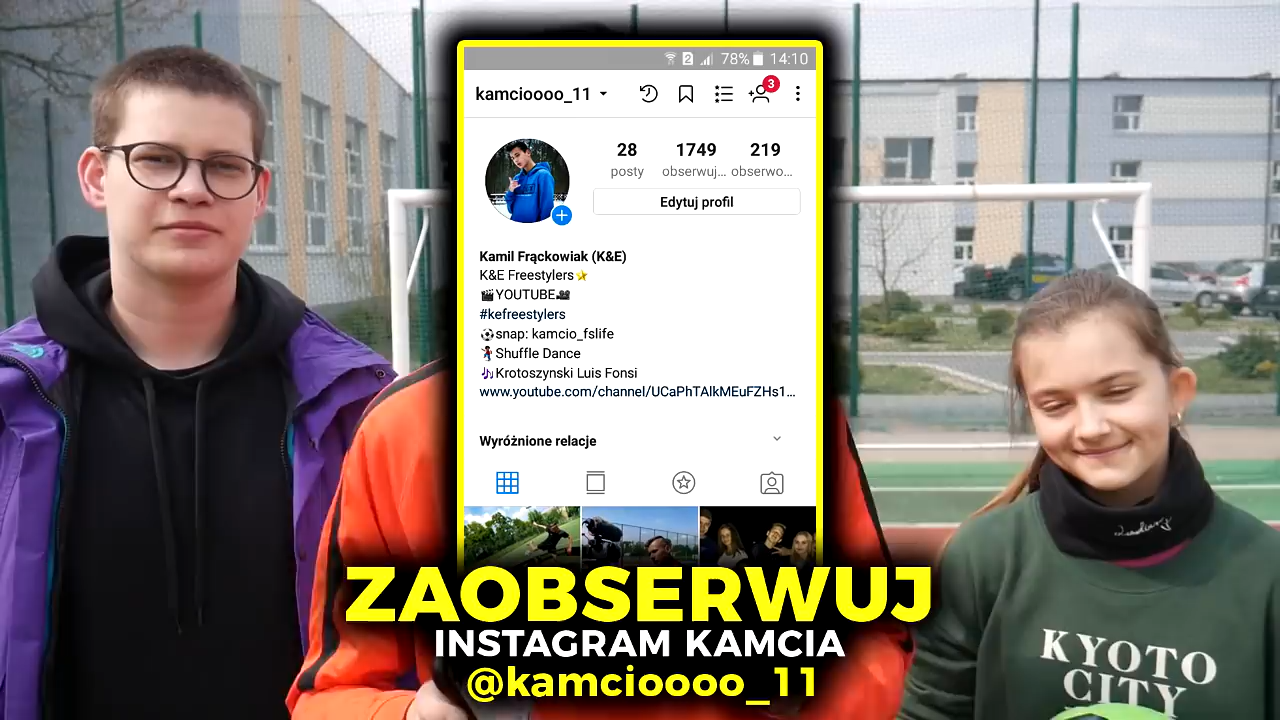 2 78% 14:10
kamcioooo_11 3
28 1749 219
posty obserwuj... obserwo...
Edytuj profil
Kamil Frąckowiak (K&E)
K&E Freestylers⭐
🎬YOUTUBE🎥
#kefreestylers
⚽snap: kamcio_fslife
🕺Shuffle Dance
🎶Krotoszynski Luis Fonsi
www.youtube.com/channel/UCaPhTAlkMEuFZHs1...
Wyróżnione relacje
ZAOBSERWUJ
INSTAGRAM KAMCIA
@kamcioooo_11
KYOTO
CITY